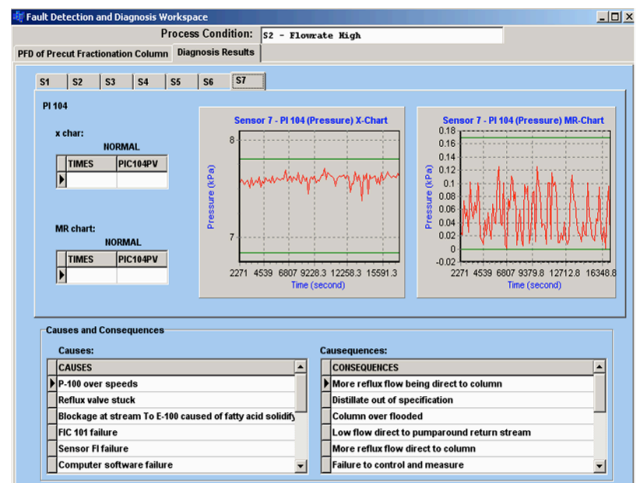 Fault Detection and Diagnosis Workspace
Process Condition: S2 - Flowrate High
PFD of Precut Fractionation Column Diagnosis Results
S1 S2 S3 S4 S5 S6 S7
PI 104
x char:
NORMAL
TIMES PIC104PV
MR chart:
NORMAL
TIMES PIC104PV
Sensor 7 - PI 104 (Pressure) X-Chart
Pressure (kPa)
8
7
2271 4539 6807 9228.3 12258.3 15591.3
Time (second)
Sensor 7 - PI 104 (Pressure) MR-Chart
Pressure (kPa)
0.18
0.16
0.14
0.12
0.1
0.08
0.06
0.04
0.02
0
-0.02
2271 4539 6807 9379.8 12712.8 16348.8
Time (second)
Causes and Consequences
Causes:
CAUSES
P-100 over speeds
Reflux valve stuck
Blockage at stream To E-100 caused of fatty acid solidify
FIC 101 failure
Sensor FI failure
Computer software failure
Causequences:
CONSEQUENCES
More reflux flow being direct to column
Distillate out of specification
Column over flooded
Low flow direct to pumparound return stream
More reflux flow direct to column
Failure to control and measure